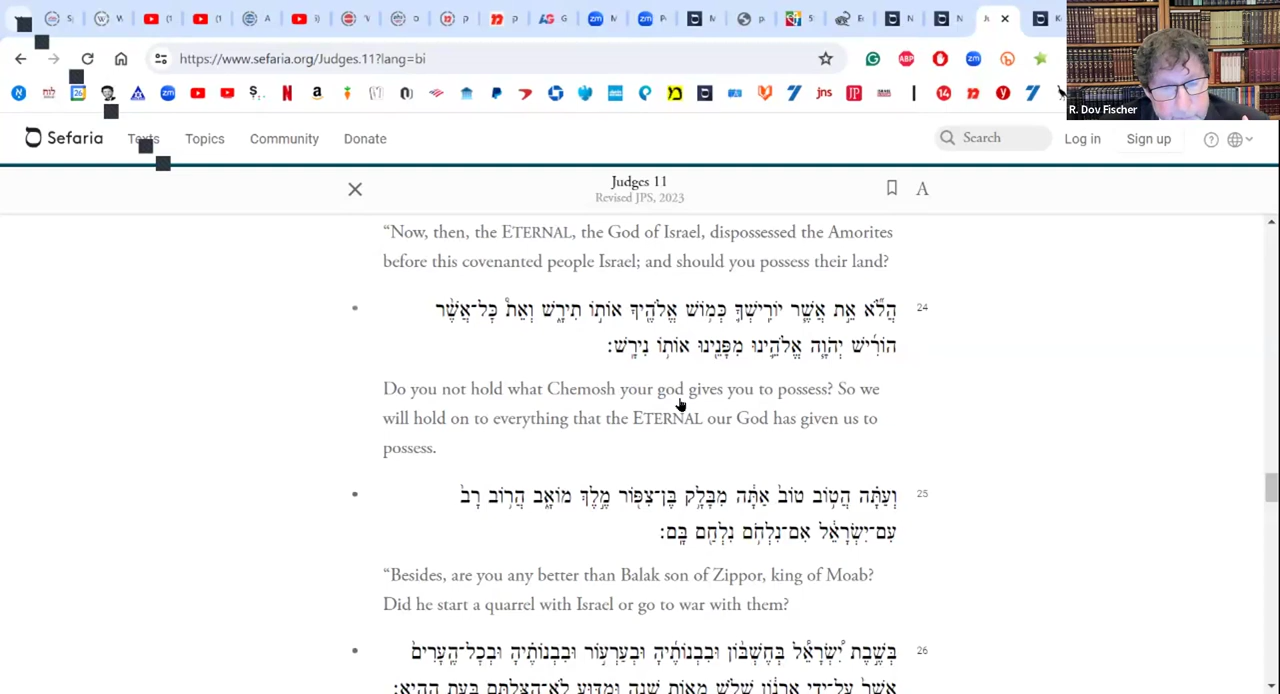 https://www.sefaria.org/Judges.11?lang=bi
R. Dov Fischer
Sefaria Texts Topics Community Donate Search Log in Sign up
Judges 11
Revised JPS, 2023
“Now, then, the ETERNAL, the God of Israel, dispossessed the Amorites
before this covenanted people Israel; and should you possess their land?
הֲלֹ֞א אֵ֣ת אֲשֶׁ֧ר יוֹרִֽישְׁךָ֛ כְּמ֥וֹשׁ אֱלֹהֶ֖יךָ אוֹת֣וֹ תִירָ֑שׁ וְאֵת֩ כׇּל־אֲשֶׁ֨ר 24
הוֹרִ֜ישׁ יְהֹוָ֧ה אֱלֹהֵ֛ינוּ מִפָּנֵ֖ינוּ אוֹת֥וֹ נִירָֽשׁ׃
Do you not hold what Chemosh your god gives you to possess? So we
will hold on to everything that the ETERNAL our God has given us to
possess.
וְעַתָּ֗ה הֲט֥וֹב טוֹב֙ אַתָּ֔ה מִבָּלָ֥ק בֶּן־צִפּ֖וֹר מֶ֣לֶךְ מוֹאָ֑ב הֲר֥וֹב רָב֙ 25
עִם־יִשְׂרָאֵ֔ל אִם־נִלְחֹ֥ם נִלְחַ֖ם בָּֽם׃
“Besides, are you any better than Balak son of Zippor, king of Moab?
Did he start a quarrel with Israel or go to war with them?
בְּשֶׁ֣בֶת יִ֠שְׂרָאֵ֠ל בְּחֶשְׁבּ֨וֹן וּבִבְנוֹתֶ֜יהָ וּבְעַרְע֣וֹר וּבִבְנוֹתֶ֗יהָ וּבְכׇל־הֶֽעָרִים֙ 26
אֲשֶׁר֙ עַל־יְדֵ֣י אַרְנ֔וֹן שְׁלֹ֥שׁ מֵא֖וֹת שָׁנָ֑ה וּמַדּ֥וּעַ לֹֽא־הִצַּלְתֶּ֖ם בָּעֵ֥ת הַהִֽיא׃